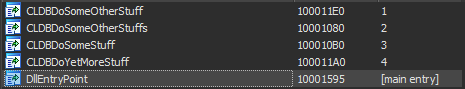 CLDBDoSomeOtherStuff 100011E0 1
CLDBDoSomeOtherStuffs 10001080 2
CLDBDoSomeStuff 100010B0 3
CLDBDoYetMoreStuff 100011A0 4
DllEntryPoint 10001595 [main entry]